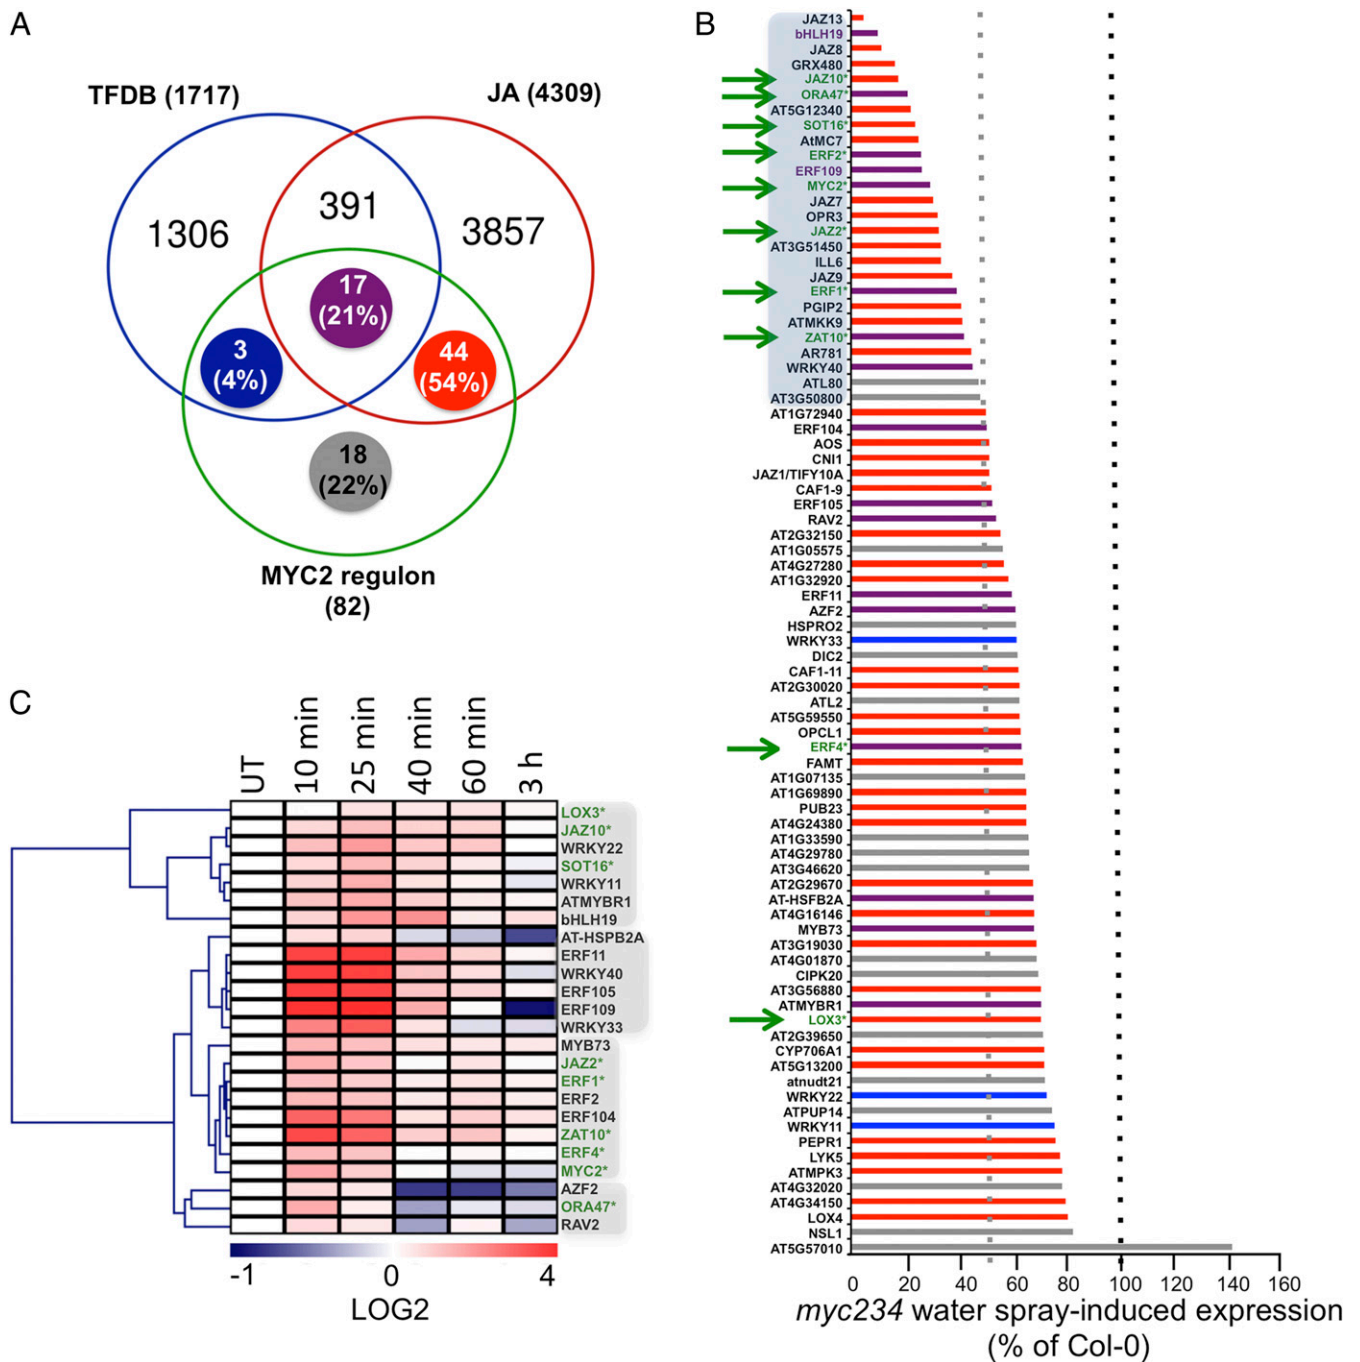 A
TFDB (1717)
JA (4309)
1306
391
3857
17
(21%)
3
(4%)
44
(54%)
18
(22%)
MYC2 regulon
(82)
B
JAZ13
bHLH19
JAZ8
GRX480
JAZ10*
ORA47*
AT5G12340
SOT16*
AtMC7
ERF2*
ERF109
MYC2*
JAZ7
OPR3
JAZ2*
AT3G51450
ILL6
JAZ9
ERF1*
PGIP2
ATMKK9
ZAT10*
AR781
WRKY40
ATL80
AT3G50800
AT1G72940
ERF104
AOS
CNI1
JAZ1/TIFY10A
CAF1-9
ERF105
RAV2
AT2G32150
AT1G05575
AT4G27280
AT1G32920
ERF11
AZF2
HSPRO2
WRKY33
DIC2
CAF1-11
AT2G30020
ATL2
AT5G59550
OPCL1
ERF4*
FAMT
AT1G07135
AT1G69890
PUB23
AT4G24380
AT1G33590
AT4G29780
AT3G46620
AT2G29670
AT-HSFB2A
AT4G16146
MYB73
AT3G19030
AT4G01870
CIPK20
AT3G56880
ATMYBR1
LOX3*
AT2G39650
CYP706A1
AT5G13200
atnudt21
WRKY22
ATPUP14
WRKY11
PEPR1
LYK5
ATMPK3
AT4G32020
AT4G34150
LOX4
NSL1
AT5G57010
0 20 40 60 80 100 120 140 160
myc234 water spray-induced expression
(% of Col-0)
C
UT 10 min 25 min 40 min 60 min 3 h
LOX3*
JAZ10*
WRKY22
SOT16*
WRKY11
ATMYBR1
bHLH19
AT-HSPB2A
ERF11
WRKY40
ERF105
ERF109
WRKY33
MYB73
JAZ2*
ERF1*
ERF2
ERF104
ZAT10*
ERF4*
MYC2*
AZF2
ORA47*
RAV2
-1 0 4
LOG2